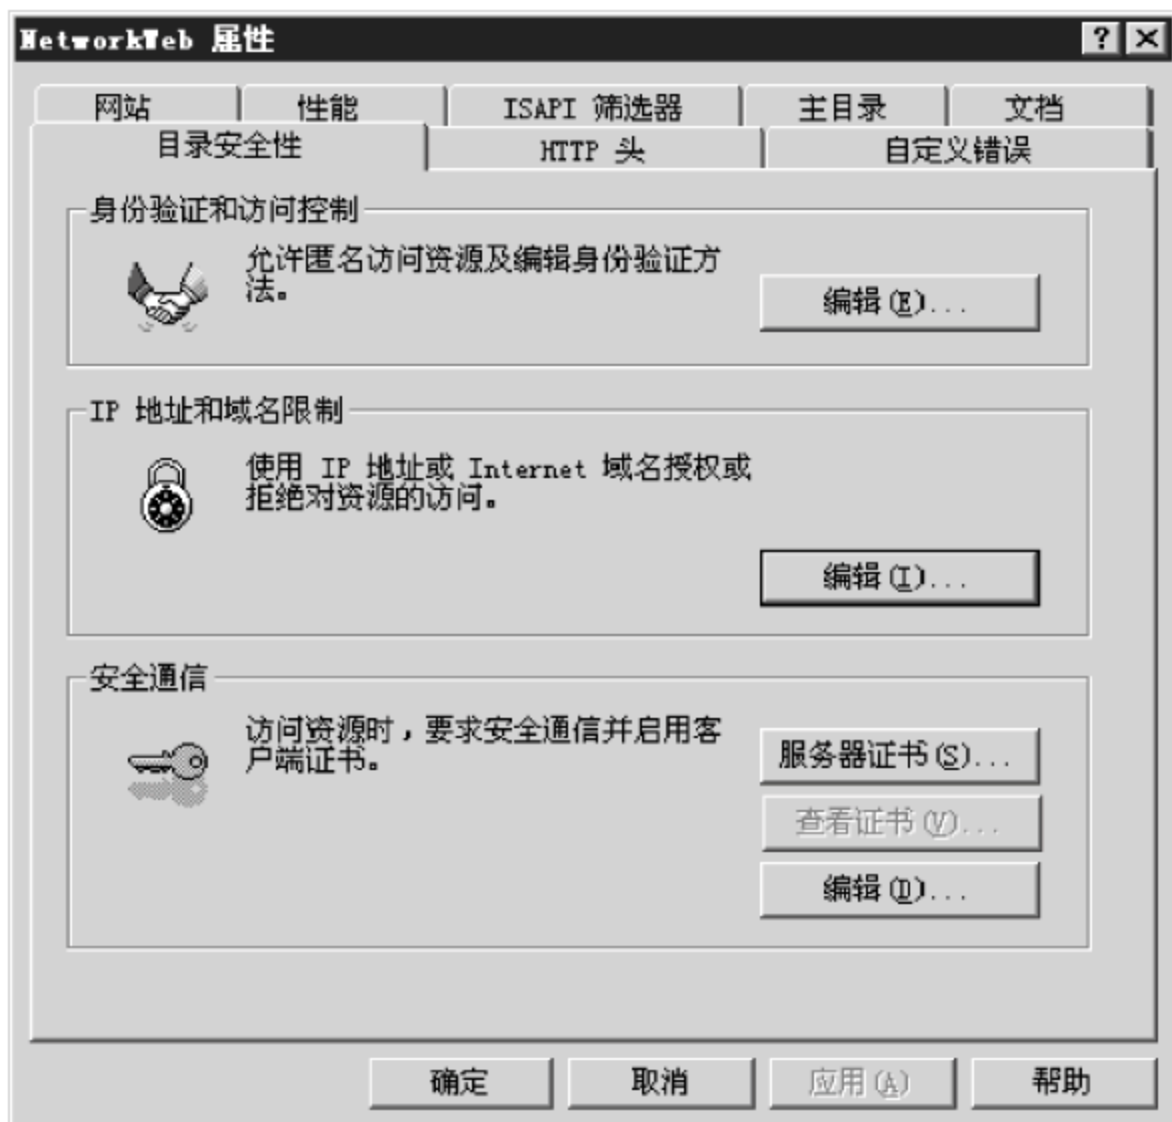 NetworkWeb 属性
网站 性能 ISAPI 筛选器 主目录 文档
目录安全性 HTTP 头 自定义错误
身份验证和访问控制
允许匿名访问资源及编辑身份验证方
法。
编辑(E)...
IP 地址和域名限制
使用 IP 地址或 Internet 域名授权或
拒绝对资源的访问。
编辑(I)...
安全通信
访问资源时，要求安全通信并启用客
户端证书。
服务器证书(S)...
查看证书(V)...
编辑(D)...
确定 取消 应用(A) 帮助